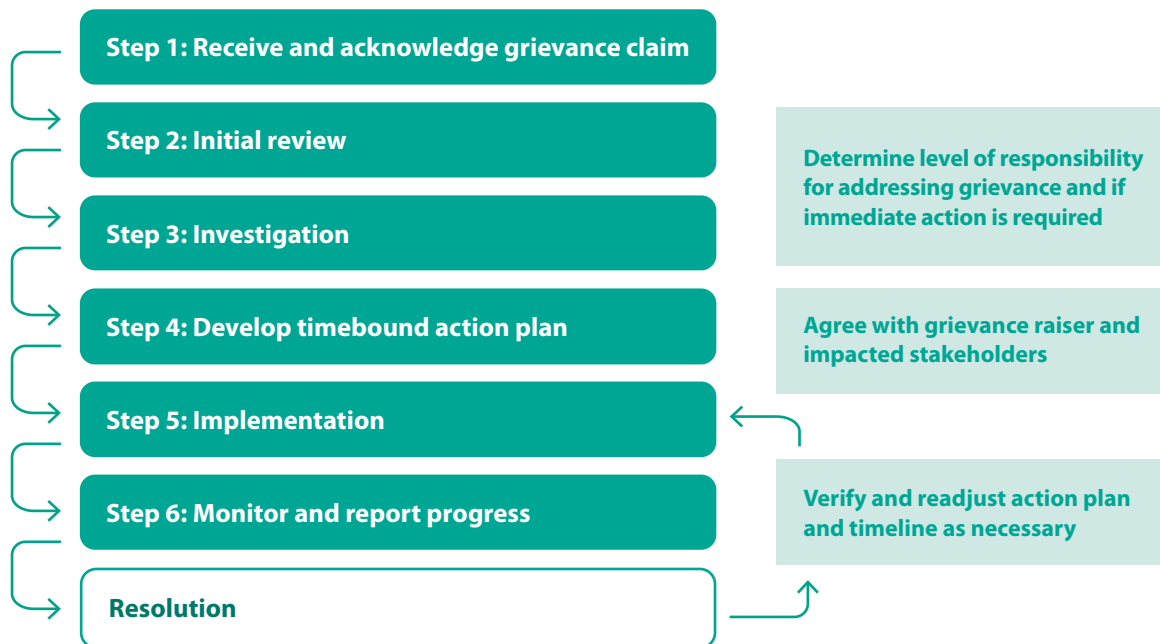 Step 1: Receive and acknowledge grievance claim
Step 2: Initial review
Step 3: Investigation
Step 4: Develop timebound action plan
Step 5: Implementation
Step 6: Monitor and report progress
Resolution
Determine level of responsibility
for addressing grievance and if
immediate action is required
Agree with grievance raiser and
impacted stakeholders
Verify and readjust action plan
and timeline as necessary